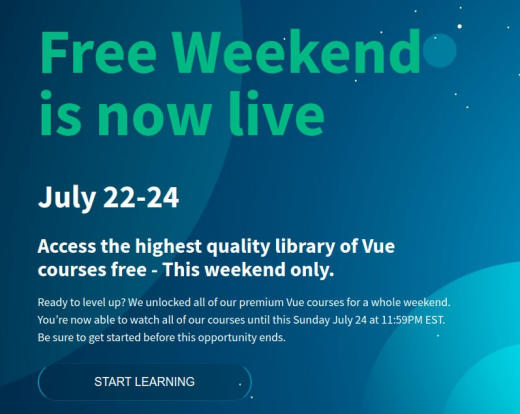 Free Weekend
is now live
July 22-24
Access the highest quality library of Vue
courses free - This weekend only.
Ready to level up? We unlocked all of our premium Vue courses for a whole weekend.
You're now able to watch all of our courses until this Sunday July 24 at 11:59PM EST.
Be sure to get started before this opportunity ends.
START LEARNING